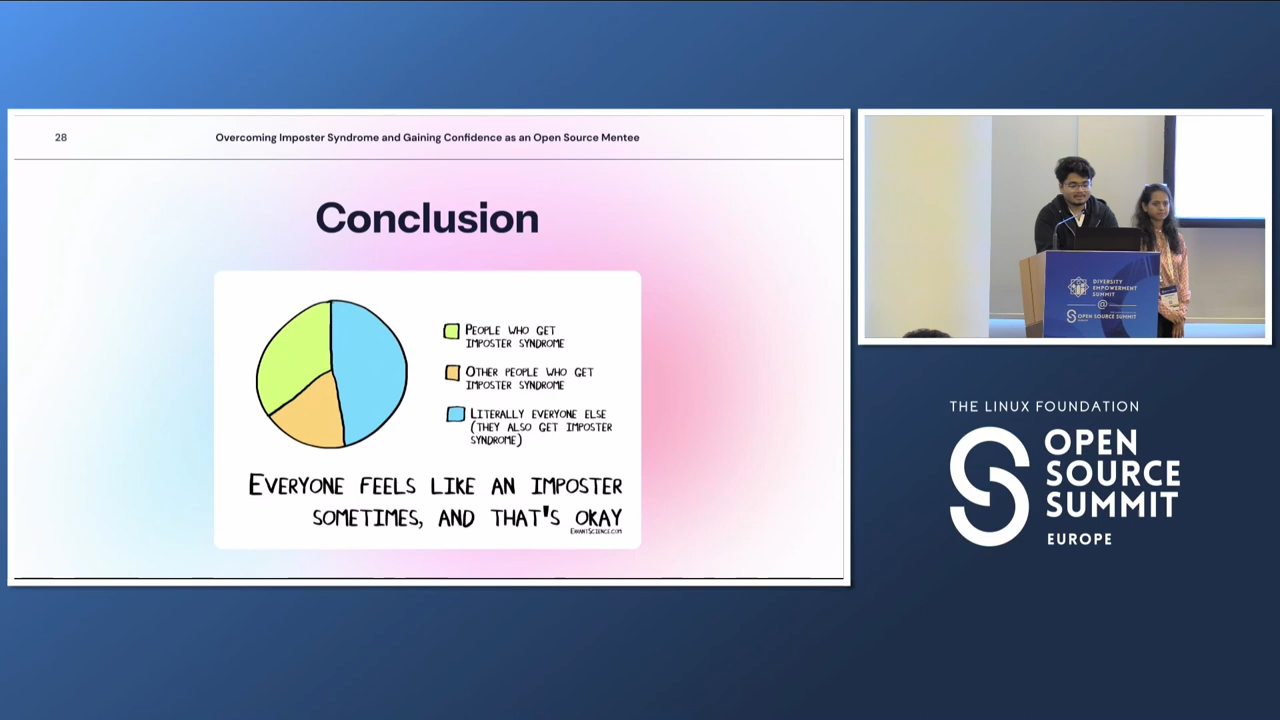 28
Overcoming Imposter Syndrome and Gaining Confidence as an Open Source Mentee
Conclusion
PEOPLE WHO GET
IMPOSTER SYNDROME
OTHER PEOPLE WHO GET
IMPOSTER SYNDROME
LITERALLY EVERYONE ELSE
(THEY ALSO GET IMPOSTER
SYNDROME)
EVERYONE FEELS LIKE AN IMPOSTER
SOMETIMES, AND THAT'S OKAY
ERRANTSCIENCE.COM
DIVERSITY
EMPOWERMENT
SUMMIT
@
OPEN SOURCE SUMMIT
THE LINUX FOUNDATION
OPEN
SOURCE
SUMMIT
EUROPE